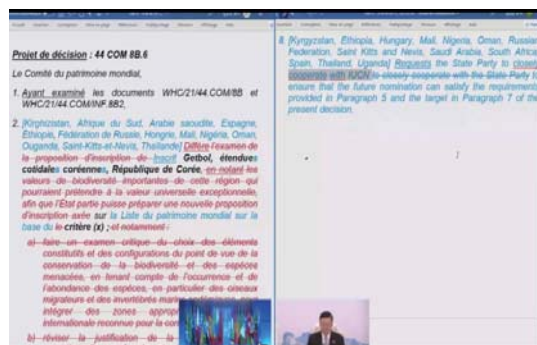 Projet de décision : 44 COM 8B.6
Le Comité du patrimoine mondial,
1. Ayant examiné les documents WHC/21/44.COM/8B et
WHC/21/44.COM/INF.8B2,
2. [Kirghizistan, Afrique du Sud, Arabie saoudite, Espagne,
Éthiopie, Fédération de Russie, Hongrie, Mali, Nigéria, Oman,
Ouganda, Saint-Kitts-et-Nevis, Thaïlande] Diffère l'examen de
la proposition d'inscription de Inscrit Getbol, étendues
cotidales coréennes, République de Corée, en notant les
valeurs de biodiversité importantes de cette région qui
pourraient prétendre à la valeur universelle exceptionnelle,
afin que l'État partie puisse préparer une nouvelle proposition
d'inscription axée sur la Liste du patrimoine mondial sur la
base du le critère (x) ; et notamment :
a) faire un examen critique du choix des éléments
constitutifs et des configurations du point de vue de la
conservation de la biodiversité et des espèces
menacées, en tenant compte de l'occurrence et de
l'abondance des espèces, en particulier des oiseaux
migrateurs et des invertébrés marins
intégrer des zones
internationale reconnue pour la
b) réviser la justification de la
8. [Kyrgyzstan, Ethiopia, Hungary, Mali, Nigeria, Oman, Russian
Federation, Saint Kitts and Nevis, Saudi Arabia, South Africa,
Spain, Thailand, Uganda] Requests the State Party to closely
cooperate with IUCN to closely cooperate with the State Party to
ensure that the future nomination can satisfy the requirements
provided in Paragraph 5 and the target in Paragraph 7 of the
present decision.